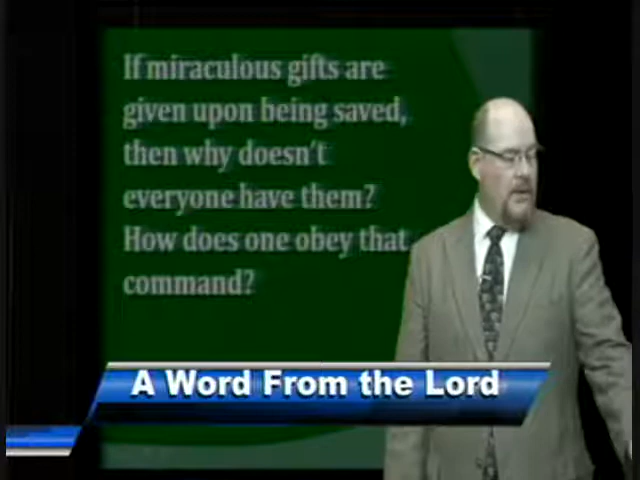 If miraculous gifts are
given upon being saved,
then why doesn't
everyone have them?
How does one obey that
command?
A Word From the Lord